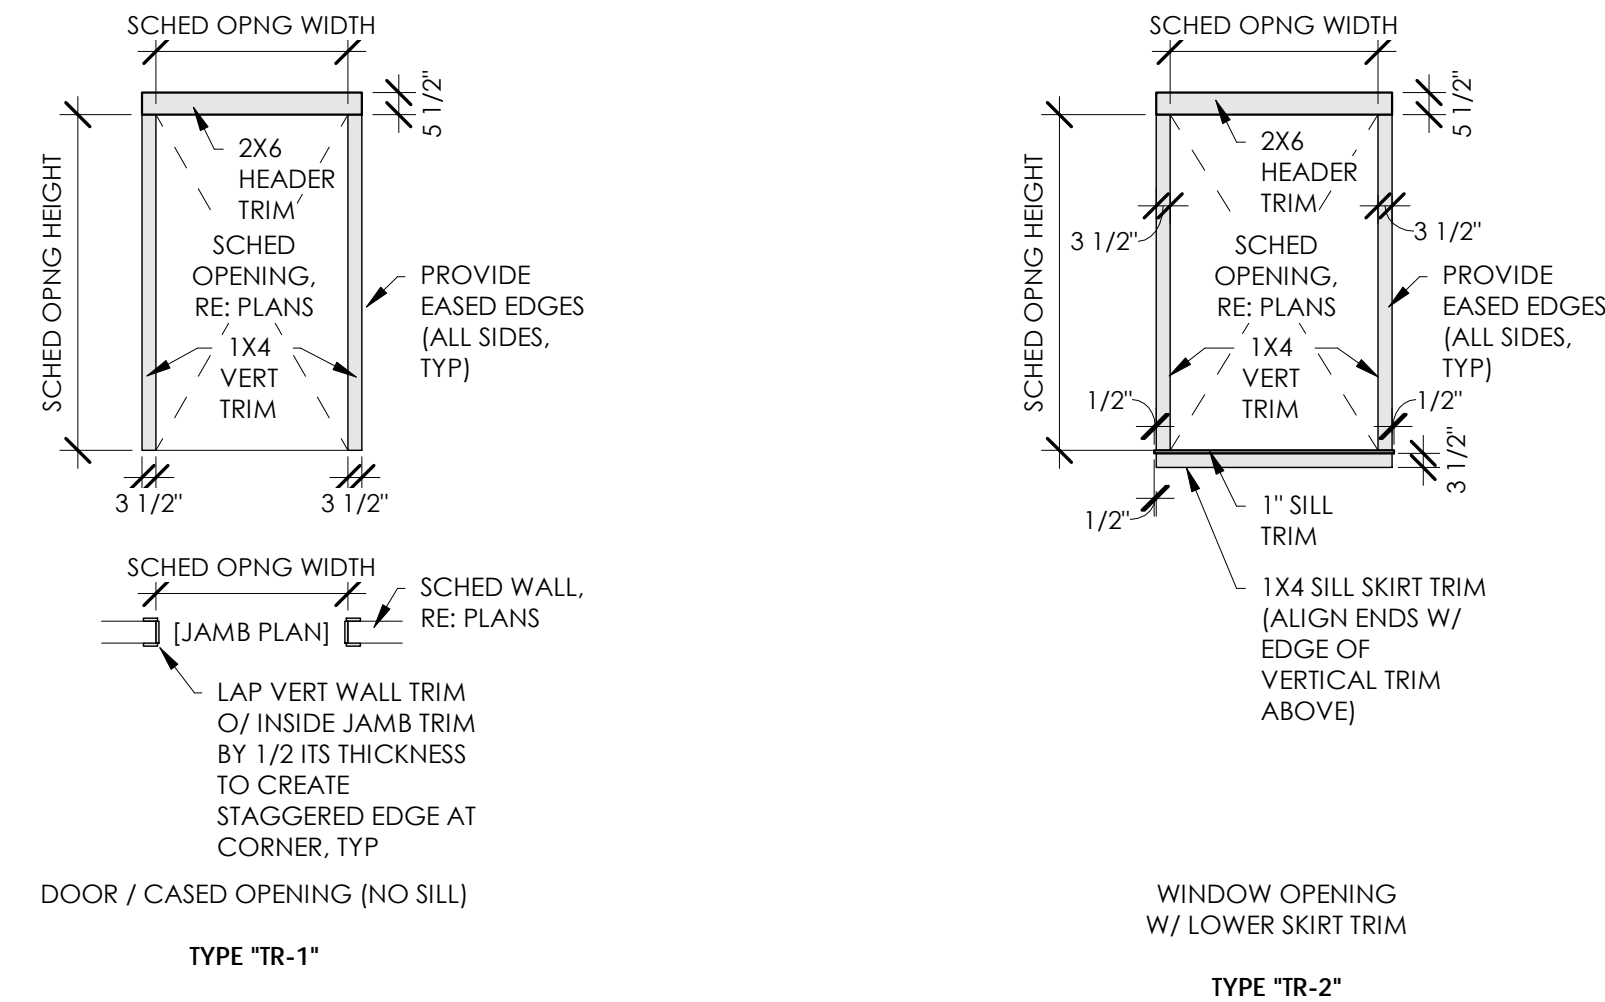 SCHED OPNG WIDTH
5 1/2"
SCHED OPNG HEIGHT
2X6
HEADER
TRIM
SCHED
OPENING,
RE: PLANS
1X4
VERT
TRIM
PROVIDE
EASED EDGES
(ALL SIDES,
TYP)
3 1/2"
3 1/2"
SCHED OPNG WIDTH
[JAMB PLAN]
SCHED WALL,
RE: PLANS
LAP VERT WALL TRIM
O/ INSIDE JAMB TRIM
BY 1/2 ITS THICKNESS
TO CREATE
STAGGERED EDGE AT
CORNER, TYP
DOOR / CASED OPENING (NO SILL)
TYPE "TR-1"
SCHED OPNG WIDTH
5 1/2"
SCHED OPNG HEIGHT
2X6
HEADER
TRIM
3 1/2"
3 1/2"
SCHED
OPENING,
RE: PLANS
PROVIDE
EASED EDGES
(ALL SIDES,
TYP)
1X4
VERT
TRIM
1/2"
1/2"
3 1/2"
1/2"
1" SILL
TRIM
1X4 SILL SKIRT TRIM
(ALIGN ENDS W/
EDGE OF
VERTICAL TRIM
ABOVE)
WINDOW OPENING
W/ LOWER SKIRT TRIM
TYPE "TR-2"